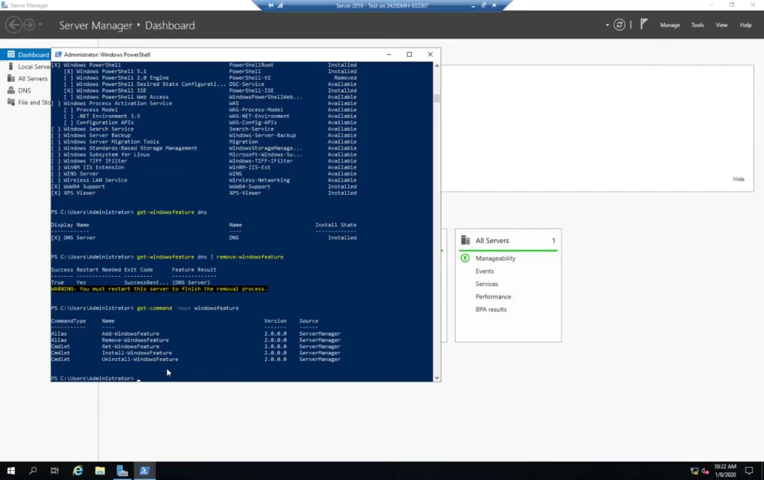 Server Manager
Server 2019 - Test on 24200MH-
Server Manager • Dashboard
Manage Tools View Help
Dashboard
Local Serve
All Servers
DNS
File and Sto
Administrator: Windows PowerShell
[X] Windows PowerShell PowerShellRoot Installed
[X] Windows PowerShell 5.1 PowerShell Installed
[ ] Windows PowerShell 2.0 Engine PowerShell-V2 Removed
[ ] Windows PowerShell Desired State Configurati... DSC-Service Available
[X] Windows PowerShell ISE PowerShell-ISE Installed
[ ] Windows PowerShell Web Access WindowsPowerShellWeb... Available
[ ] Windows Process Activation Service WAS Available
[ ] Process Model WAS-Process-Model Available
[ ] .NET Environment 3.5 WAS-NET-Environment Available
[ ] Configuration APIs WAS-Config-APIs Available
[ ] Windows Search Service Search-Service Available
[ ] Windows Server Backup Windows-Server-Backup Available
[ ] Windows Server Migration Tools Migration Available
[ ] Windows Standards-Based Storage Management WindowsStorageManage... Available
[ ] Windows Subsystem for Linux Microsoft-Windows-Su... Available
[ ] Windows TIFF IFilter Windows-TIFF-IFilter Available
[ ] WinRM IIS Extension WinRM-IIS-Ext Available
[ ] WINS Server WINS Available
[ ] Wireless LAN Service Wireless-Networking Available
[X] WoW64 Support WoW64-Support Installed
[X] XPS Viewer XPS-Viewer Installed
PS C:\Users\Administrator> get-windowsfeature dns
Display Name Name Install State
[X] DNS Server DNS Installed
PS C:\Users\Administrator> get-windowsfeature dns | remove-windowsfeature
Success Restart Needed Exit Code Feature Result
True Yes SuccessRest... {DNS Server}
WARNING: You must restart this server to finish the removal process.
PS C:\Users\Administrator> get-command -noun windowsfeature
CommandType Name Version Source
Alias Add-WindowsFeature 2.0.0.0 ServerManager
Alias Remove-WindowsFeature 2.0.0.0 ServerManager
Cmdlet Get-WindowsFeature 2.0.0.0 ServerManager
Cmdlet Install-WindowsFeature 2.0.0.0 ServerManager
Cmdlet Uninstall-WindowsFeature 2.0.0.0 ServerManager
PS C:\Users\Administrator> _
Hide
All Servers 1
Manageability
Events
Services
Performance
BPA results
10:22 AM
1/8/2020